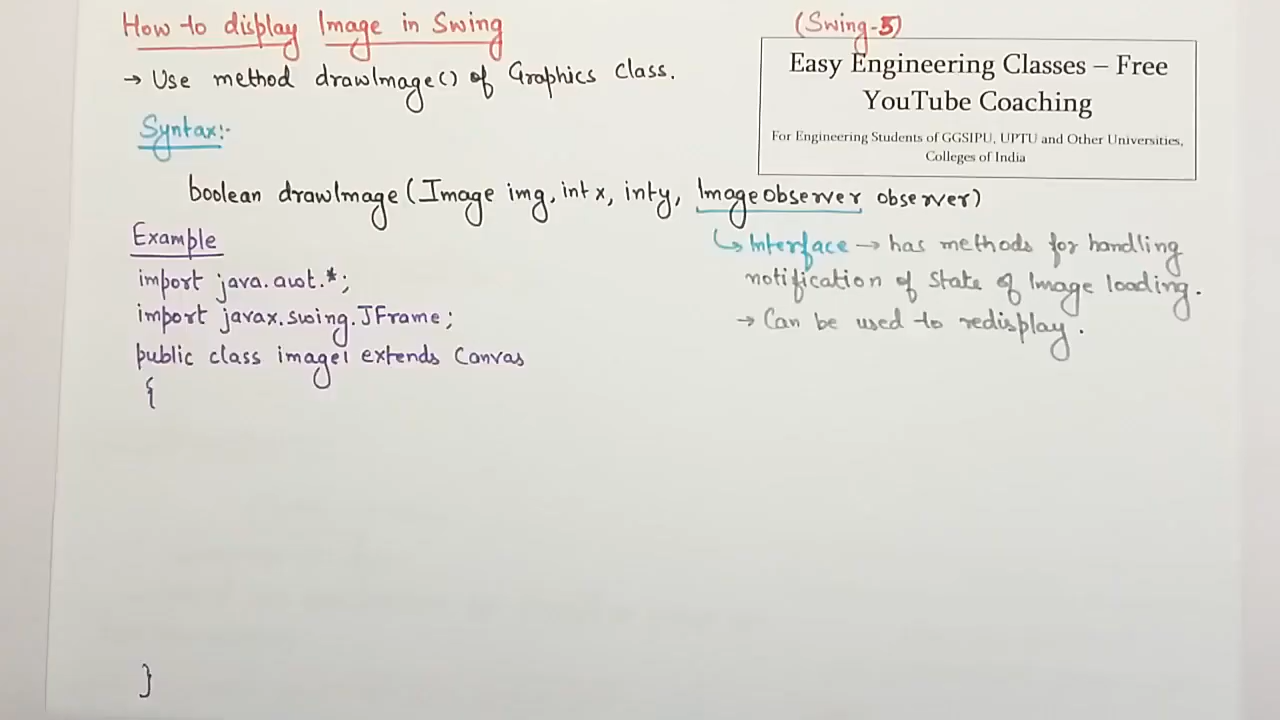 How to display Image in Swing
(Swing-5)
Easy Engineering Classes – Free
YouTube Coaching
For Engineering Students of GGSIPU, UPTU and Other Universities,
Colleges of India
→ Use method drawImage() of Graphics Class.
Syntax:-
boolean drawImage(Image img, int x, int y, ImageObserver observer)
↳ Interface → has methods for handling
notification of state of Image loading.
→ Can be used to redisplay.
Example
import java.awt.*;
import javax.swing.JFrame;
public class image1 extends Canvas
{
}